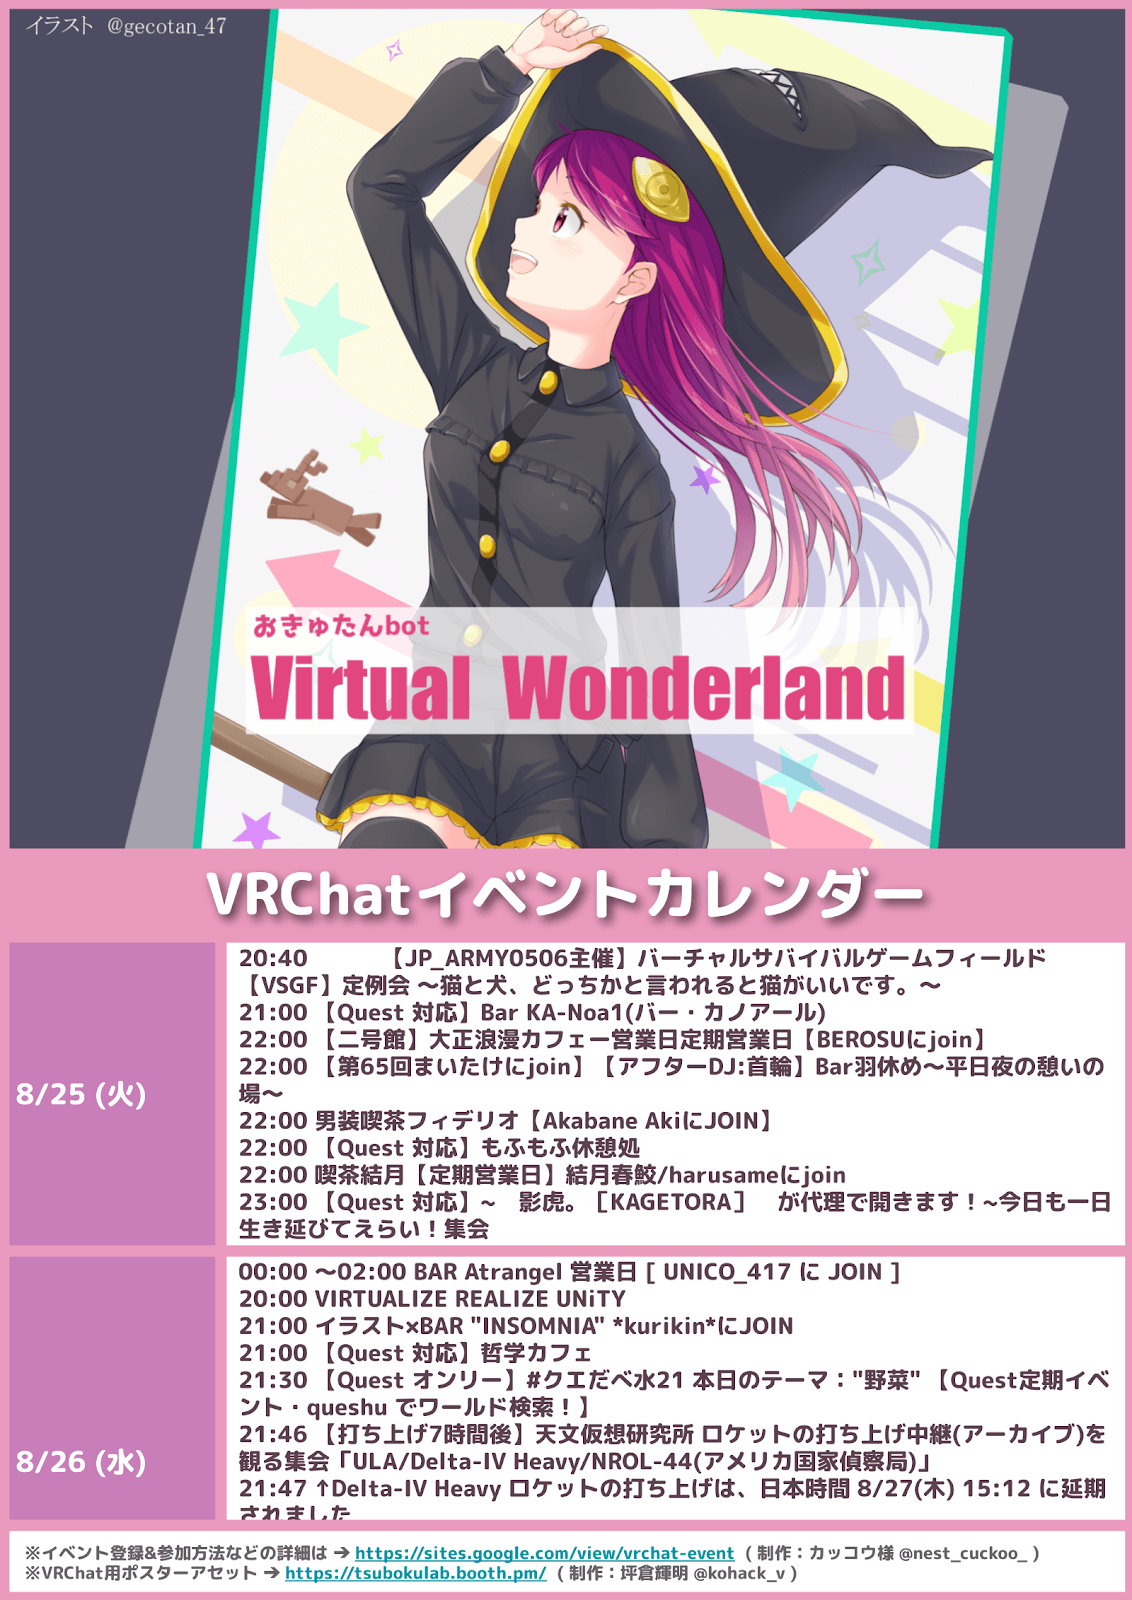 イラスト @gecotan_47
おきゅたんbot
Virtual Wonderland
VRChatイベントカレンダー
8/25 (火)
20:40 【JP_ARMY0506主催】バーチャルサバイバルゲームフィールド
【VSGF】定例会 〜猫と犬、どっちかと言われると猫がいいです。〜
21:00 【Quest 対応】Bar KA-Noa1(バー・カノアール)
22:00 【二号館】大正浪漫カフェー営業日定期営業日【BEROSUにjoin】
22:00 【第65回まいたけにjoin】【アフターDJ:首輪】Bar羽休め〜平日夜の憩いの
場〜
22:00 男装喫茶フィデリオ【Akabane AkiにJOIN】
22:00 【Quest 対応】もふもふ休憩処
22:00 喫茶結月【定期営業日】結月春鮫/harusameにjoin
23:00 【Quest 対応】~　影虎。［KAGETORA］　が代理で開きます！~今日も一日
生き延びてえらい！集会
8/26 (水)
00:00 〜02:00 BAR Atrangel 営業日 [ UNICO_417 に JOIN ]
20:00 VIRTUALIZE REALIZE UNiTY
21:00 イラスト×BAR "INSOMNIA" *kurikin*にJOIN
21:00 【Quest 対応】哲学カフェ
21:30 【Quest オンリー】#クエだべ水21 本日のテーマ："野菜" 【Quest定期イベ
ント・queshu でワールド検索！】
21:46 【打ち上げ7時間後】天文仮想研究所 ロケットの打ち上げ中継(アーカイブ)を
観る集会「ULA/Delta-IV Heavy/NROL-44(アメリカ国家偵察局)」
21:47 ↑Delta-IV Heavy ロケットの打ち上げは、日本時間 8/27(木) 15:12 に延期
されました
※イベント登録&参加方法などの詳細は ➔ https://sites.google.com/view/vrchat-event ( 制作：カッコウ様 @nest_cuckoo_ )
※VRChat用ポスターアセット ➔ https://tsubokulab.booth.pm/ ( 制作：坪倉輝明 @kohack_v )